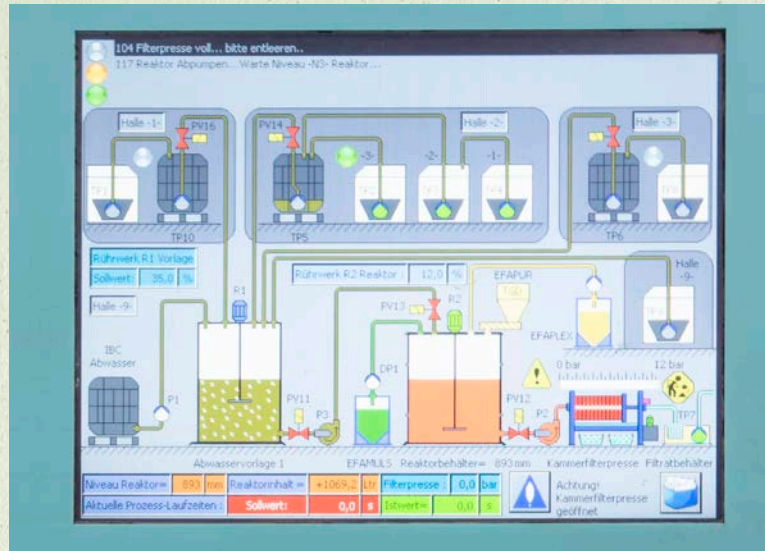 104 Filterpresse voll... bitte entleeren..
117 Reaktor Abpumpen... Warte Niveau -N3- Reaktor...
Halle -1-
PV16
PV14
Halle -2-
Halle -3-
-3-
-2-
-1-
TP10
TP5
TP6
Rührwerk R1 Vorlage
Sollwert: 35,0 %
Rührwerk R2 Reaktor : 12,0 %
EFAPUR
Halle
-9-
Halle -9-
R1
PV13
R2
EFAPLEX
IBC
Abwasser
P1
DP1
0 bar
12 bar
PV11
P3
PV12
P2
TP7
Abwasservorlage 1
EFAMULS
Reaktorbehälter= 893 mm
Kammerfilterpresse
Filtratbehälter
Niveau Reaktor= 893 mm
Reaktorinhalt = +1069,2 Ltr
Filterpresse : 0,0 bar
Aktuelle Prozess-Laufzeiten :
Sollwert: 0,0 s
Istwert= 0,0 s
Achtung!
Kammerfilterpresse
geöffnet